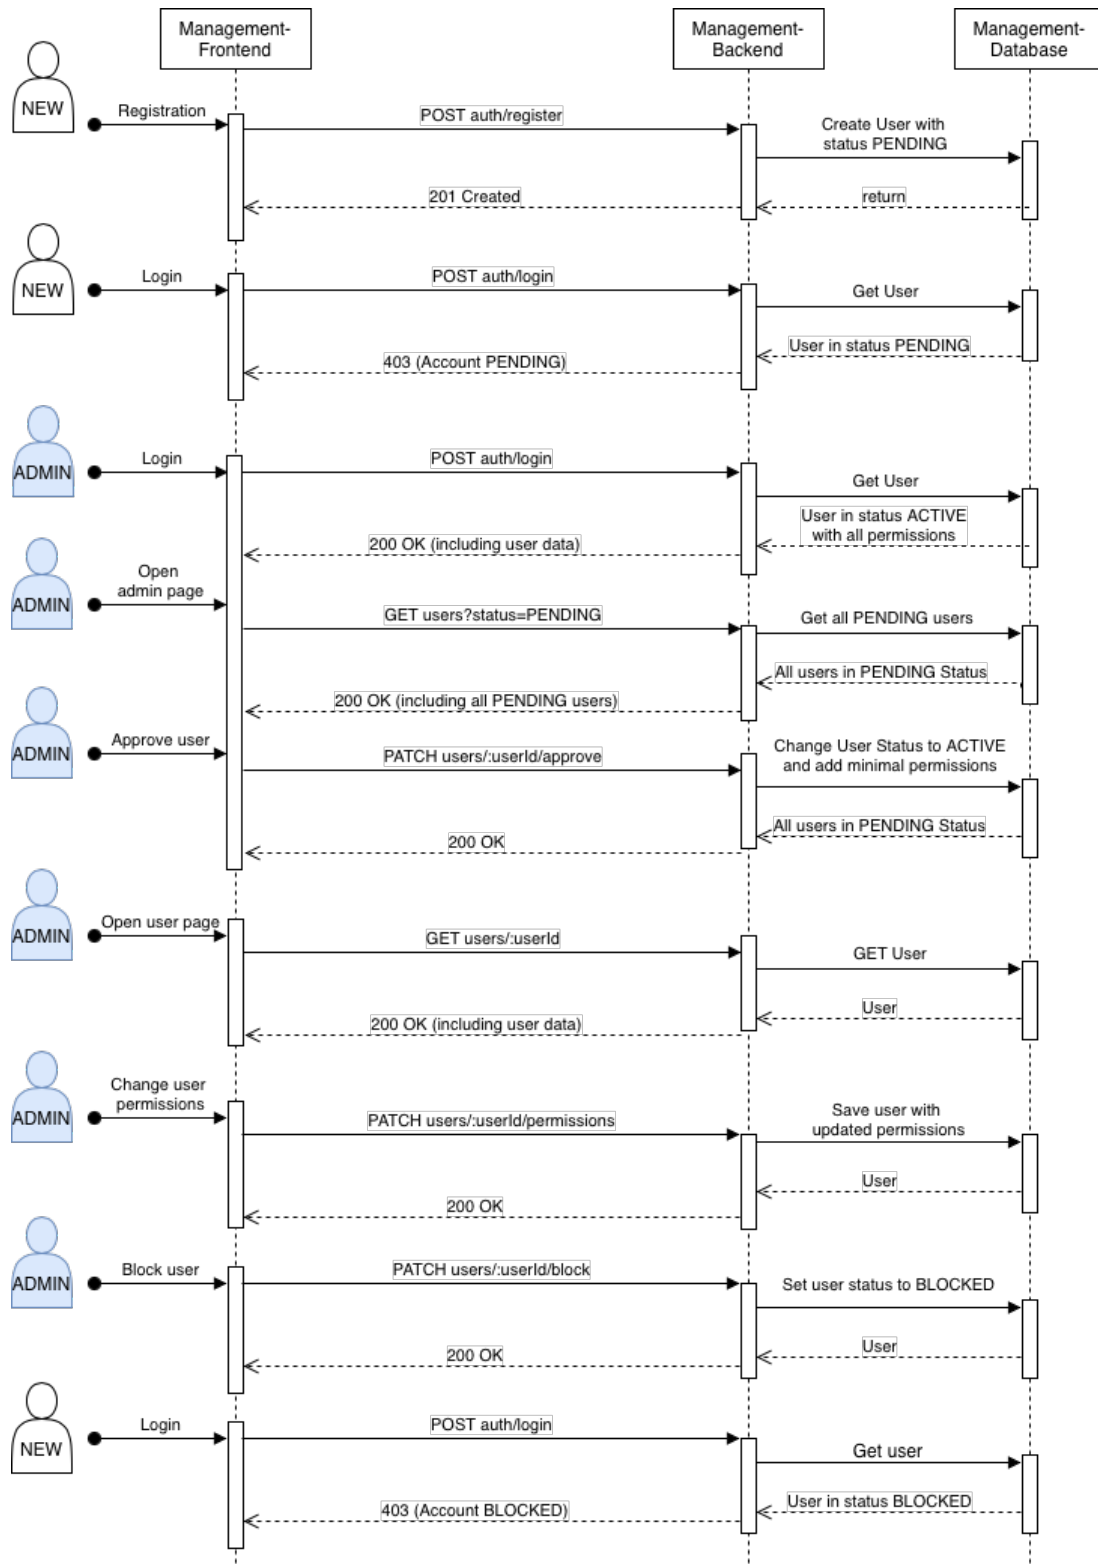 Management-
Frontend
Management-
Backend
Management-
Database
NEW
Registration
POST auth/register
Create User with
status PENDING
201 Created
return
NEW
Login
POST auth/login
Get User
User in status PENDING
403 (Account PENDING)
ADMIN
Login
POST auth/login
Get User
User in status ACTIVE
with all permissions
200 OK (including user data)
ADMIN
Open
admin page
GET users?status=PENDING
Get all PENDING users
All users in PENDING Status
200 OK (including all PENDING users)
ADMIN
Approve user
PATCH users/:userId/approve
Change User Status to ACTIVE
and add minimal permissions
All users in PENDING Status
200 OK
ADMIN
Open user page
GET users/:userId
GET User
User
200 OK (including user data)
ADMIN
Change user
permissions
PATCH users/:userId/permissions
Save user with
updated permissions
User
200 OK
ADMIN
Block user
PATCH users/:userId/block
Set user status to BLOCKED
User
200 OK
NEW
Login
POST auth/login
Get user
User in status BLOCKED
403 (Account BLOCKED)